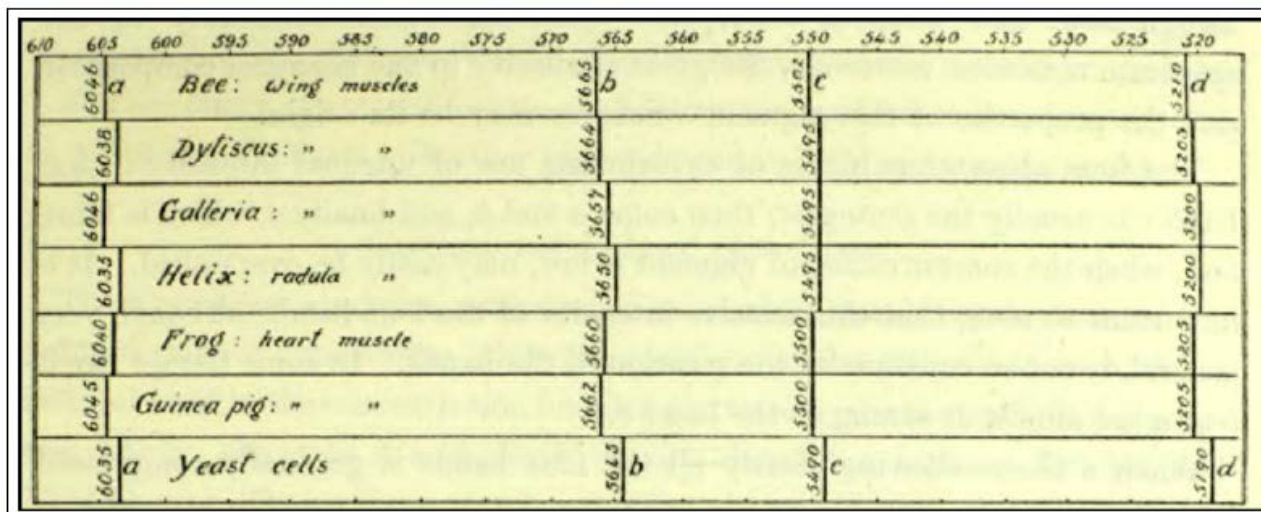 610 605 600 595 590 585 580 575 570 565 560 555 550 545 540 535 530 525 520
6046 a Bee: wing muscles 5665 b 5502 c 5210 d
6038 Dytiscus: " " 5664 5495 5205
6046 Galleria: " " 5657 5495 5200
6035 Helix: radula " 5650 5495 5200
6040 Frog: heart muscle 5660 5500 5205
6045 Guinea pig: " " 5662 5500 5205
6035 a Yeast cells 5645 b 5490 c 5190 d